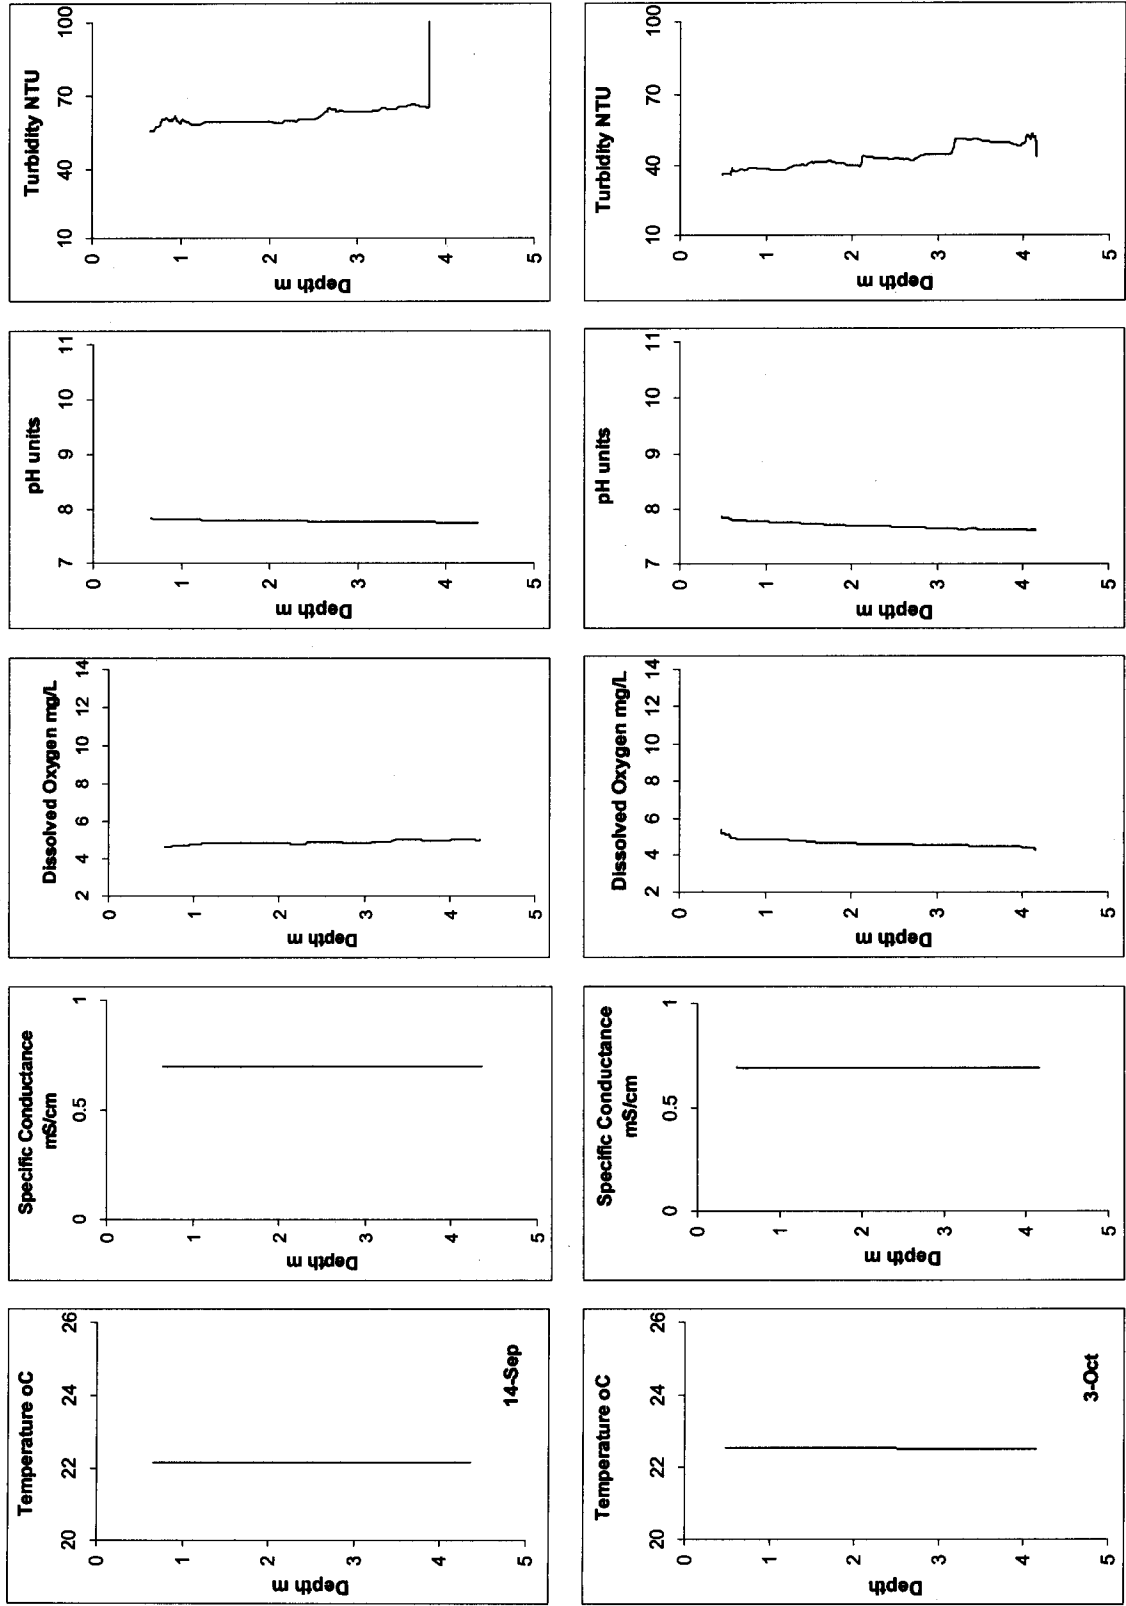 Temperature oC
20 22 24 26
0
1
2
3
4
5
Depth m
14-Sep
Specific Conductance
mS/cm
0 0.5 1
0
1
2
3
4
5
Depth m
Dissolved Oxygen mg/L
2 4 6 8 10 12 14
0
1
2
3
4
5
Depth m
pH units
7 8 9 10 11
0
1
2
3
4
5
Depth m
Turbidity NTU
10 40 70 100
0
1
2
3
4
5
Depth m
Temperature oC
20 22 24 26
0
1
2
3
4
5
Depth
3-Oct
Specific Conductance
mS/cm
0 0.5 1
0
1
2
3
4
5
Depth m
Dissolved Oxygen mg/L
2 4 6 8 10 12 14
0
1
2
3
4
5
Depth m
pH units
7 8 9 10 11
0
1
2
3
4
5
Depth m
Turbidity NTU
10 40 70 100
0
1
2
3
4
5
Depth m